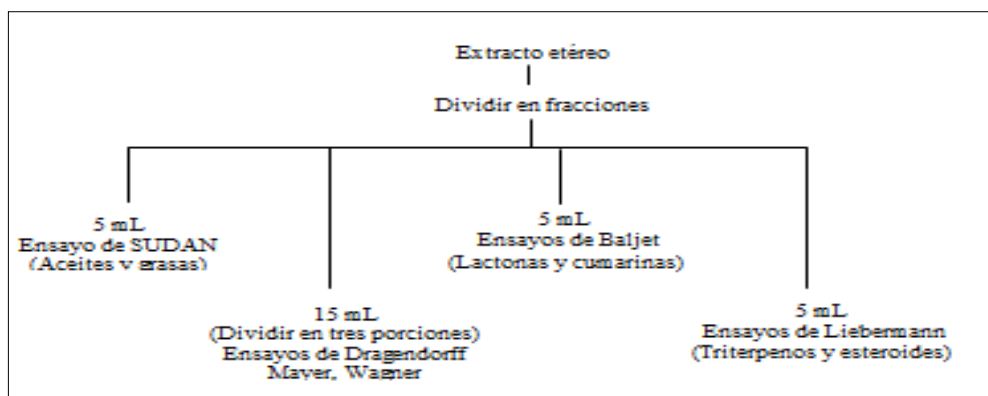 Extracto etéreo
Dividir en fracciones
5 mL
Ensayo de SUDAN
(Aceites y grasas)
15 mL
(Dividir en tres porciones)
Ensayos de Dragendorff
Mayer, Wagner
5 mL
Ensayos de Baljet
(Lactonas y cumarinas)
5 mL
Ensayos de Liebermann
(Triterpenos y esteroides)